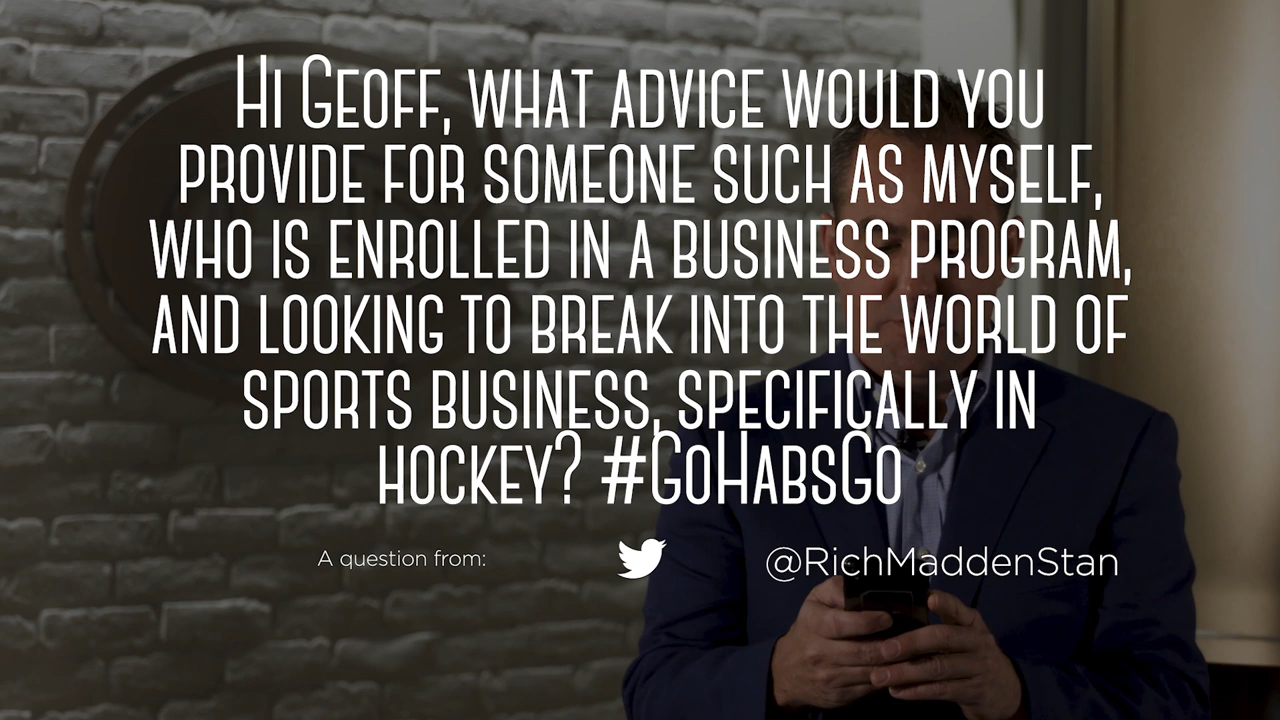 Hi Geoff, what advice would you
provide for someone such as myself,
who is enrolled in a business program,
and looking to break into the world of
sports business, specifically in
hockey? #GoHabsGo
A question from:
@RichMaddenStan